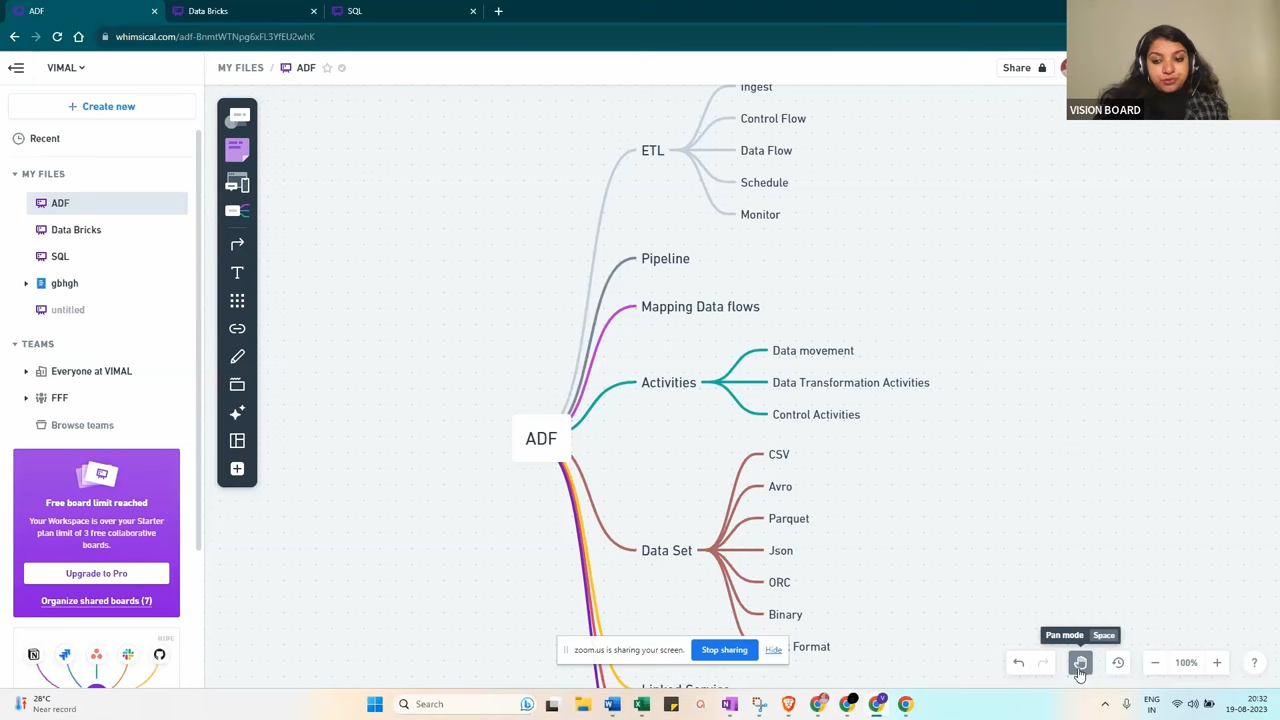 ADF
Data Bricks
SQL
whimsical.com/adf-8nmtWTNpg6xFL3YfEU2whK
VIMAL
MY FILES / ADF
Share
VISION BOARD
+ Create new
Recent
MY FILES
ADF
Data Bricks
SQL
gbhgh
untitled
TEAMS
Everyone at VIMAL
FFF
Browse teams
Free board limit reached
Your Workspace is over your Starter
plan limit of 3 free collaborative
boards.
Upgrade to Pro
Organize shared boards (7)
HIDE
Ingest
Control Flow
ETL
Data Flow
Schedule
Monitor
Pipeline
Mapping Data flows
Data movement
Activities
Data Transformation Activities
Control Activities
ADF
CSV
Avro
Parquet
Data Set
Json
ORC
Binary
Format
zoom.us is sharing your screen.
Stop sharing
Hide
Pan mode Space
100%
?
28°C
Near record
Search
ENG
IN
20:32
19-08-2023